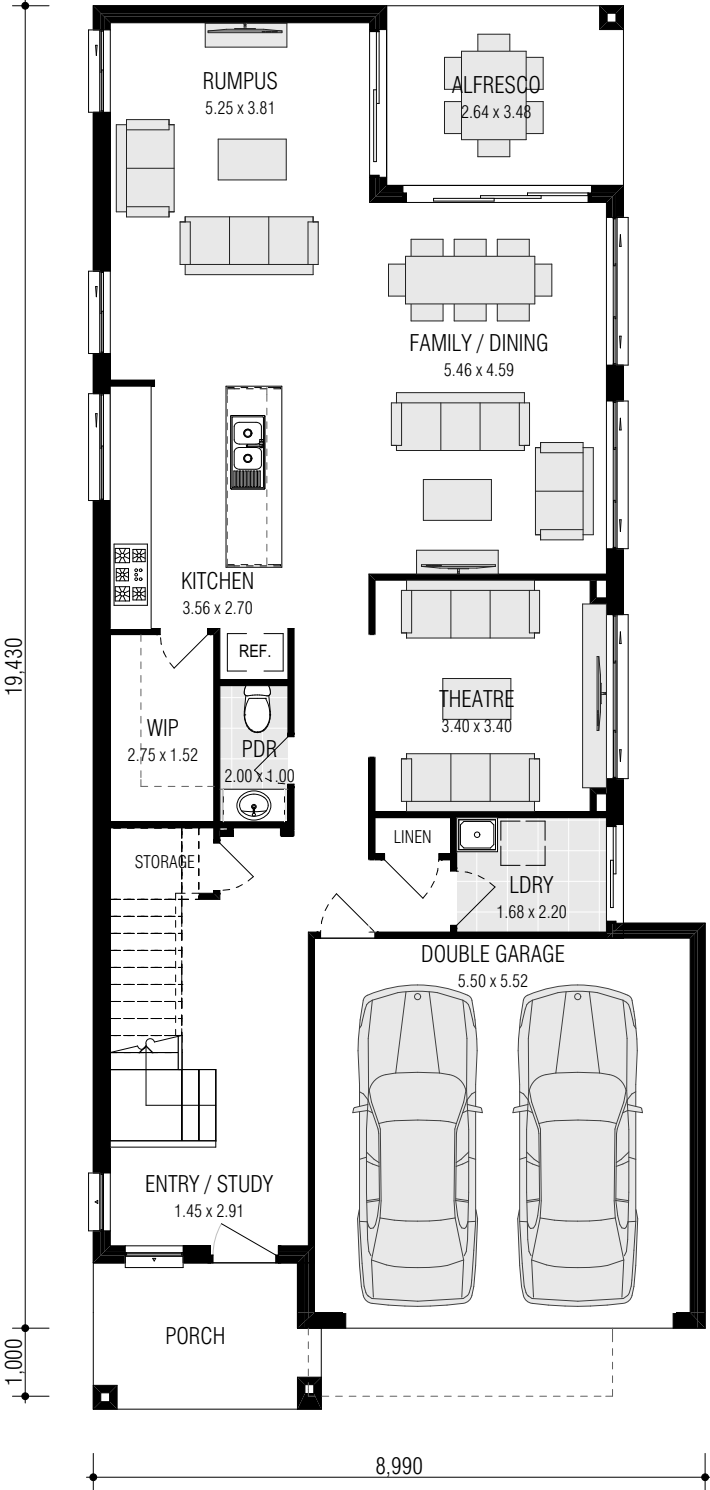 RUMPUS
5.25 x 3.81
ALFRESCO
2.64 x 3.48
FAMILY / DINING
5.46 x 4.59
KITCHEN
3.56 x 2.70
19,430
REF.
THEATRE
3.40 x 3.40
WIP
2.75 x 1.52
PDR
2.00 x 1.00
LINEN
STORAGE
LDRY
1.68 x 2.20
DOUBLE GARAGE
5.50 x 5.52
ENTRY / STUDY
1.45 x 2.91
PORCH
1,000
8,990